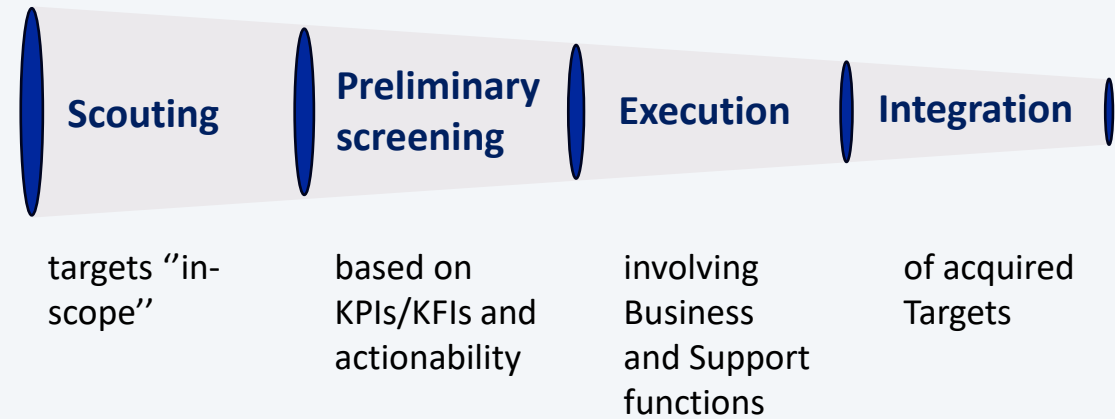 Scouting
Preliminary
screening
Execution
Integration
targets ‘’in-
scope’’
based on
KPIs/KFIs and
actionability
involving
Business
and Support
functions
of acquired
Targets